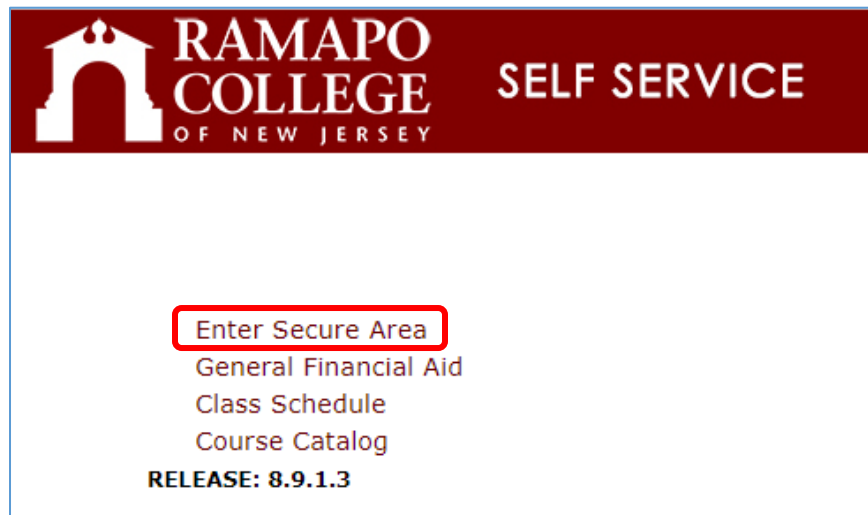 RAMAPO
COLLEGE
OF NEW JERSEY
SELF SERVICE
Enter Secure Area
General Financial Aid
Class Schedule
Course Catalog
RELEASE: 8.9.1.3